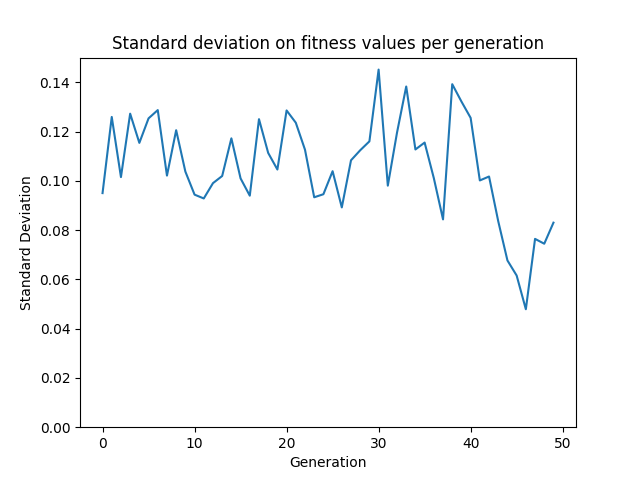 Standard deviation on fitness values per generation
Standard Deviation
0.14
0.12
0.10
0.08
0.06
0.04
0.02
0.00
0 10 20 30 40 50
Generation